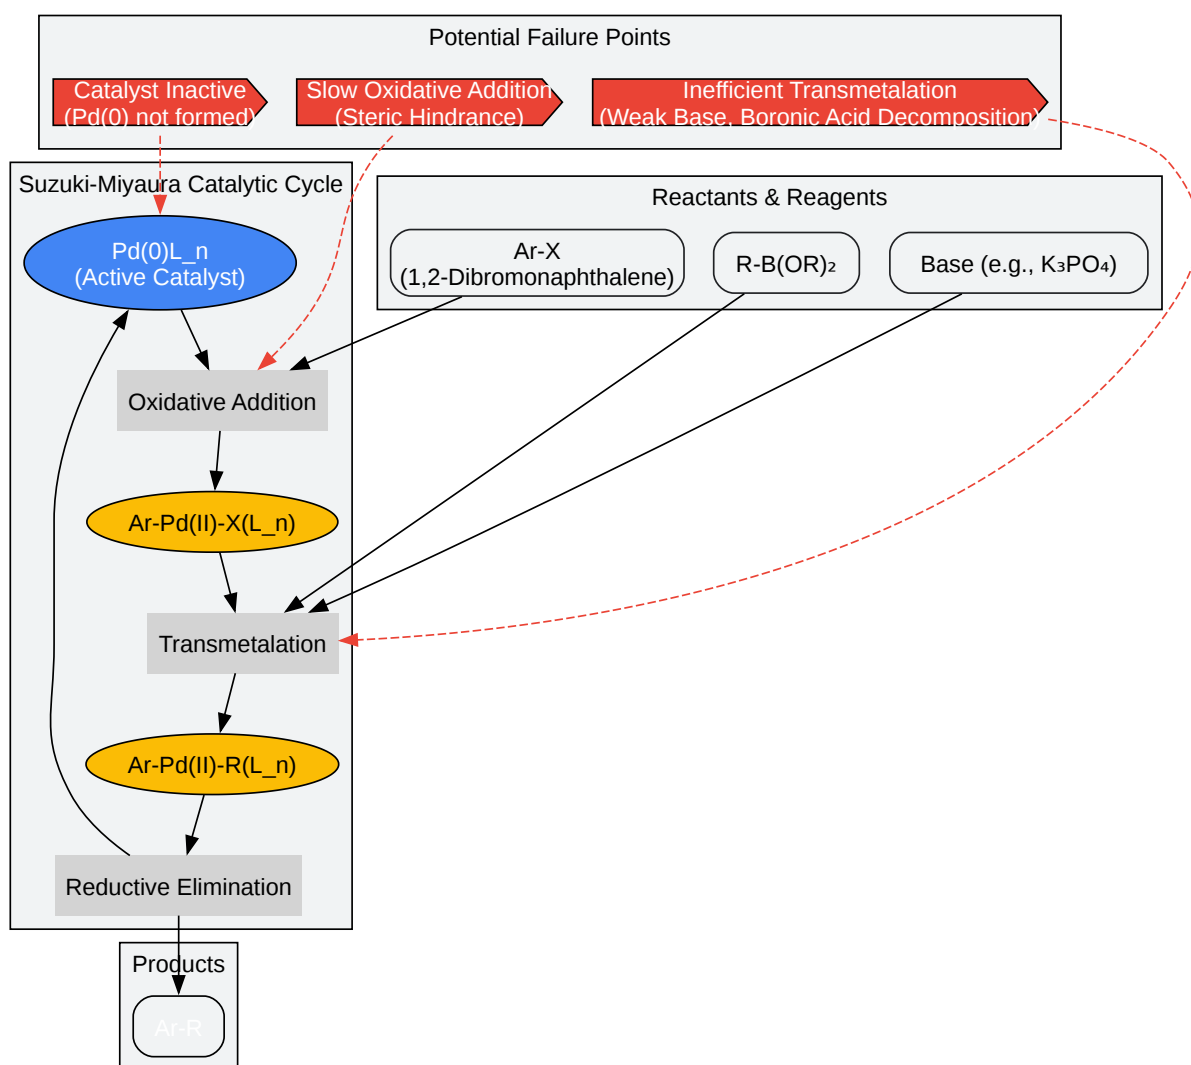 Potential Failure Points
Catalyst Inactive
(Pd(0) not formed)
Slow Oxidative Addition
(Steric Hindrance)
Inefficient Transmetalation
(Weak Base, Boronic Acid Decomposition)
Suzuki-Miyaura Catalytic Cycle
Pd(0)L_n
(Active Catalyst)
Reactants & Reagents
Ar-X
(1,2-Dibromonaphthalene)
R-B(OR)₂
Base (e.g., K₃PO₄)
Oxidative Addition
Ar-Pd(II)-X(L_n)
Transmetalation
Ar-Pd(II)-R(L_n)
Reductive Elimination
Products
Ar-R